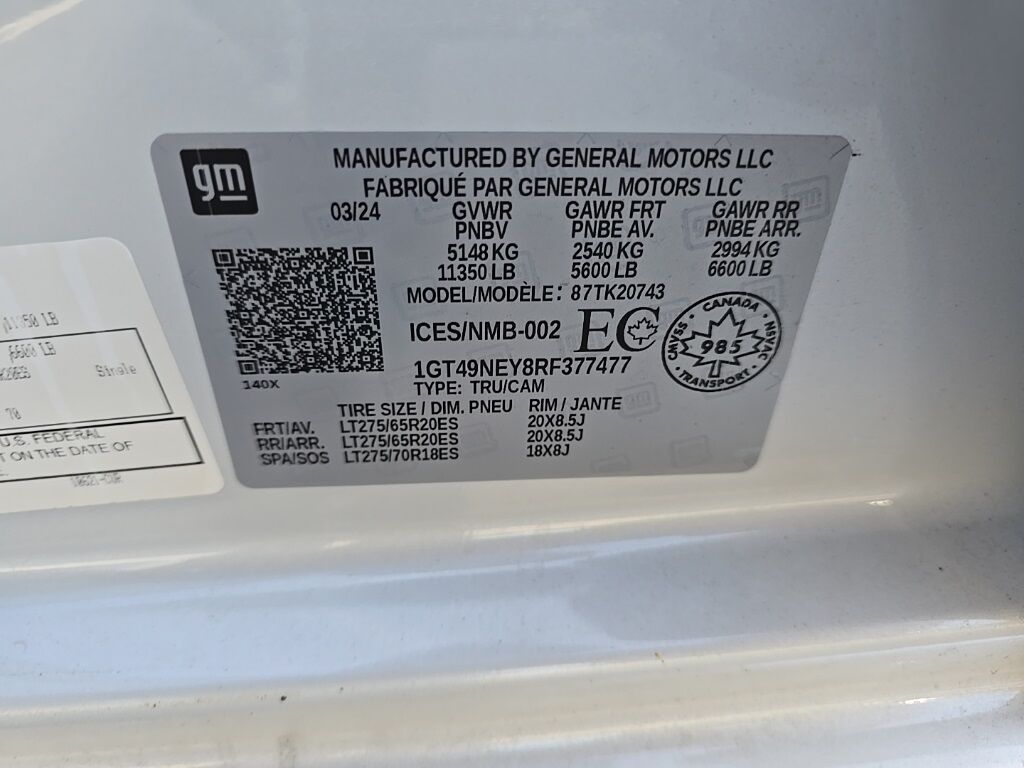 gm
MANUFACTURED BY GENERAL MOTORS LLC
FABRIQUÉ PAR GENERAL MOTORS LLC
03/24 GVWR GAWR FRT GAWR RR
PNBV PNBE AV. PNBE ARR.
5148 KG 2540 KG 2994 KG
11350 LB 5600 LB 6600 LB
MODEL/MODÈLE: 87TK20743
ICES/NMB-002 EC
CANADA
CMVSS 985 NSVAC
TRANSPORT
1GT49NEY8RF377477
140X
TYPE: TRU/CAM
TIRE SIZE / DIM. PNEU RIM / JANTE
FRT/AV. LT275/65R20ES 20X8.5J
RR/ARR. LT275/65R20ES 20X8.5J
SPA/SOS LT275/70R18ES 18X8J
LB
6600 LB
Single
70
U.S. FEDERAL
T ON THE DATE OF